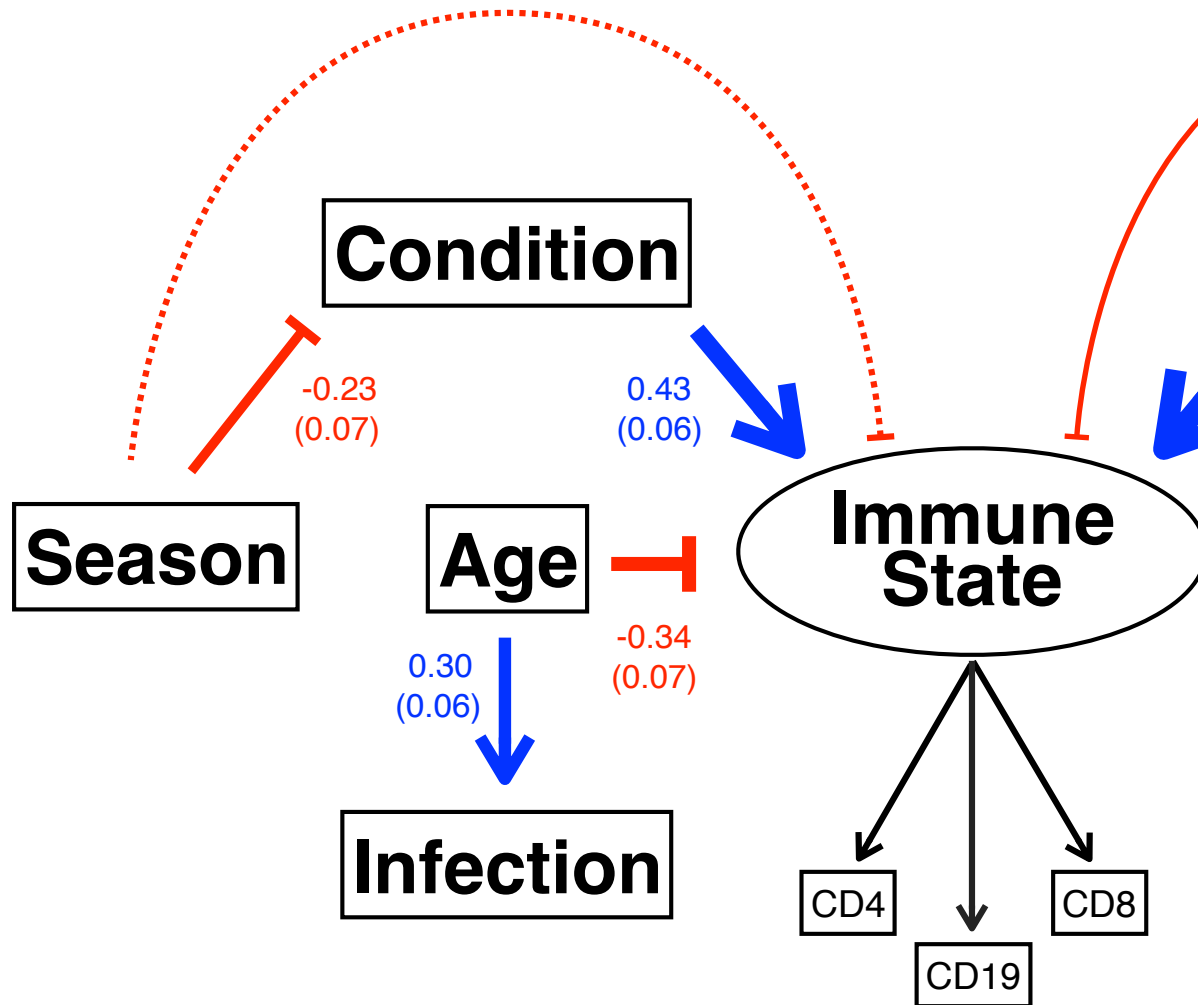 Condition
-0.23
(0.07)
0.43
(0.06)
Season
Age
Immune
State
-0.34
(0.07)
0.30
(0.06)
Infection
CD4
CD8
CD19